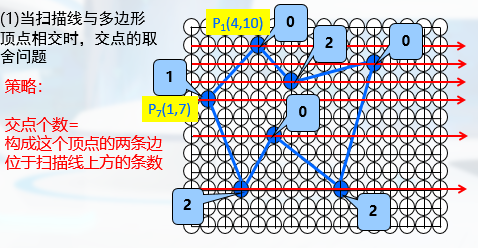 (1)当扫描线与多边形
顶点相交时，交点的取
舍问题
策略：
交点个数=
构成这个顶点的两条边
位于扫描线上方的条数
P₁(4,10)
0
2
0
1
P₇(1,7)
0
2
2